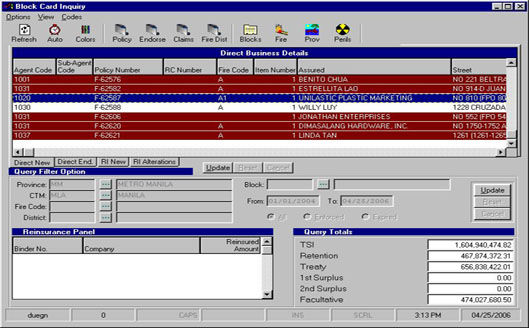 Block Card Inquiry
Options View Codes
Refresh Auto Colors Policy Endorse Claims Fire Dist Blocks Fire Prov Perils
Direct Business Details
Agent Code Sub-Agent Code Policy Number RC Number Fire Code Item Number Assured Street
1001 F-62576 A 1 BENITO CHUA NO 221 BELTRA
1031 F-62582 A 1 ESTRELLITA LAO NO 914-D JUAN
1020 F-62587 A1 1 UNILASTIC PLASTIC MARKETING NO 810 (FPO 80
1030 F-62588 A 1 WILLY LUY 1228 CRUZADA
1031 F-62606 1 JONATHAN ENTERPRISES NO 552 (FPO 54
1031 F-62620 A 1 DIMASALANG HARDWARE, INC. NO 1750-1752 A
1037 F-62621 A 1 LINDA TAN 1261 (1261-1265
Direct New Direct End. RI New RI Alterations
Query Filter Option Update Reset Cancel
Province: MM METRO MANILA Block:
CTM: MLA MANILA From: 01/01/2004 To: 04/25/2006 Update
Fire Code: All Enforced Expired Reset
District: Cancel
Reinsurance Panel Query Totals
Binder No. Company Reinsured Amount
TSI 1,604,940,474.82
Retention 467,874,372.31
Treaty 656,838,422.01
1st Surplus 0.00
2nd Surplus 0.00
Facultative 474,027,680.50
duegn 0 CAPS INS SCRL 3:13 PM 04/25/2006